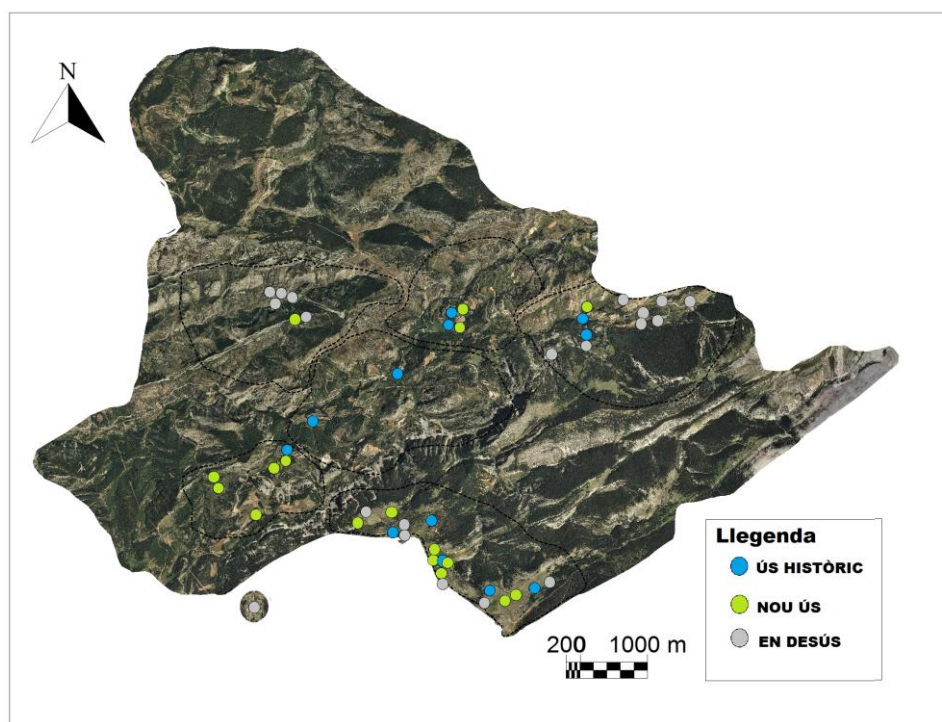 N
Llegenda
ÚS HISTÒRIC
NOU ÚS
EN DESÚS
200 1000 m